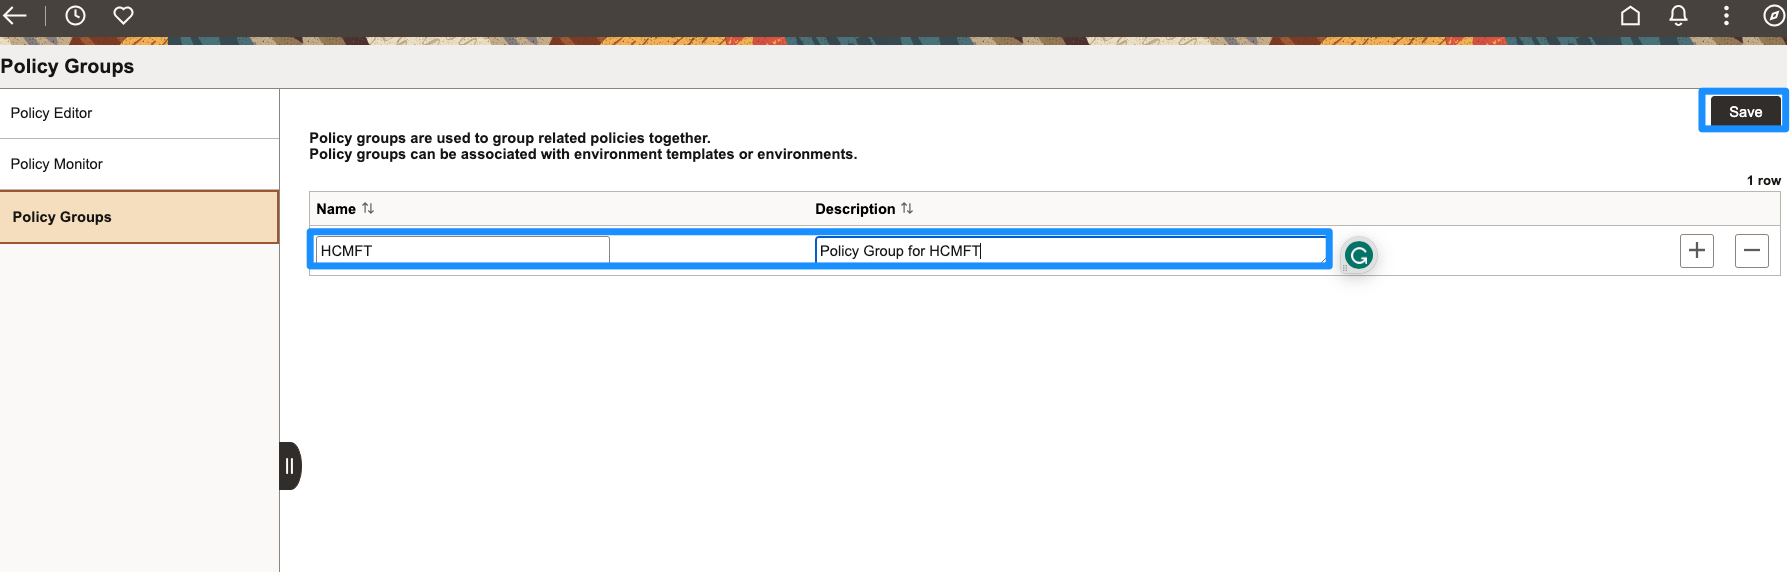 Policy Groups
Policy Editor
Policy Monitor
Policy Groups
Save
Policy groups are used to group related policies together.
Policy groups can be associated with environment templates or environments.
1 row
Name Description
HCMFT Policy Group for HCMFT